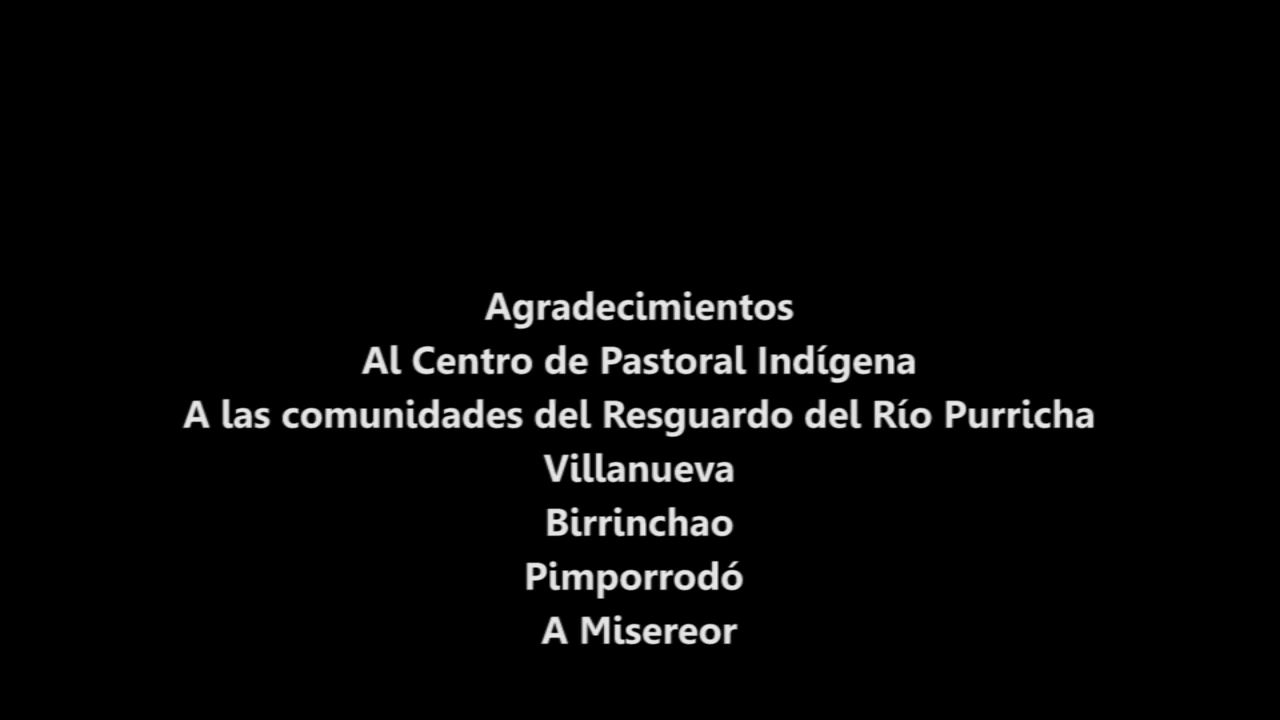 Agradecimientos
Al Centro de Pastoral Indígena
A las comunidades del Resguardo del Río Purricha
Villanueva
Birrinchao
Pimporrodó
A Misereor